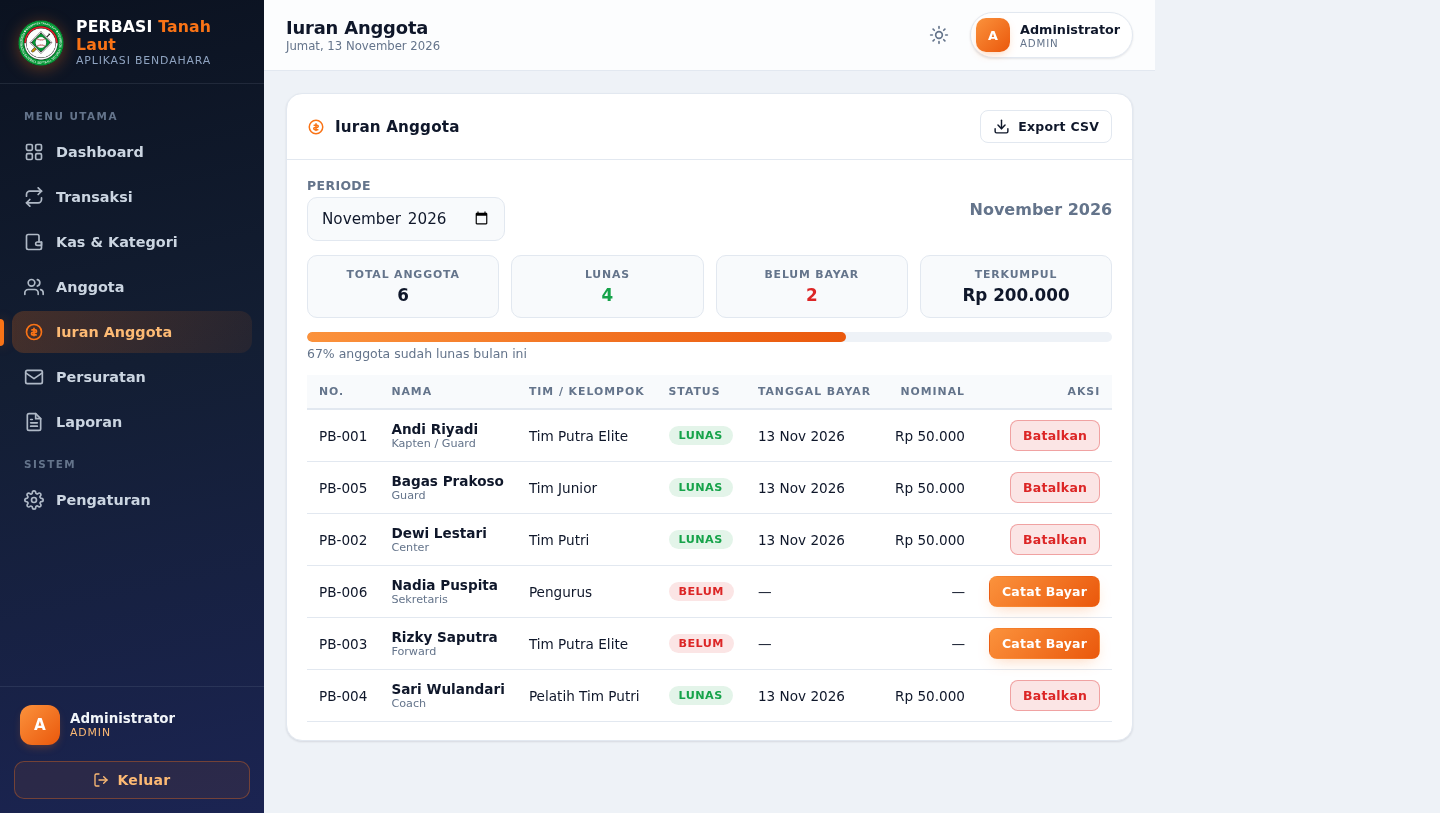 PERBASI Tanah
Laut
APLIKASI BENDAHARA
MENU UTAMA
Dashboard
Transaksi
Kas & Kategori
Anggota
Iuran Anggota
Persuratan
Laporan
SISTEM
Pengaturan
A
Administrator
ADMIN
Keluar
Iuran Anggota
Jumat, 13 November 2026
A
Administrator
ADMIN
Iuran Anggota
Export CSV
PERIODE
November 2026
November 2026
TOTAL ANGGOTA
6
LUNAS
4
BELUM BAYAR
2
TERKUMPUL
Rp 200.000
67% anggota sudah lunas bulan ini
NO. NAMA TIM / KELOMPOK STATUS TANGGAL BAYAR NOMINAL AKSI
PB-001 Andi Riyadi Tim Putra Elite LUNAS 13 Nov 2026 Rp 50.000 Batalkan
Kapten / Guard
PB-005 Bagas Prakoso Tim Junior LUNAS 13 Nov 2026 Rp 50.000 Batalkan
Guard
PB-002 Dewi Lestari Tim Putri LUNAS 13 Nov 2026 Rp 50.000 Batalkan
Center
PB-006 Nadia Puspita Pengurus BELUM — — Catat Bayar
Sekretaris
PB-003 Rizky Saputra Tim Putra Elite BELUM — — Catat Bayar
Forward
PB-004 Sari Wulandari Pelatih Tim Putri LUNAS 13 Nov 2026 Rp 50.000 Batalkan
Coach